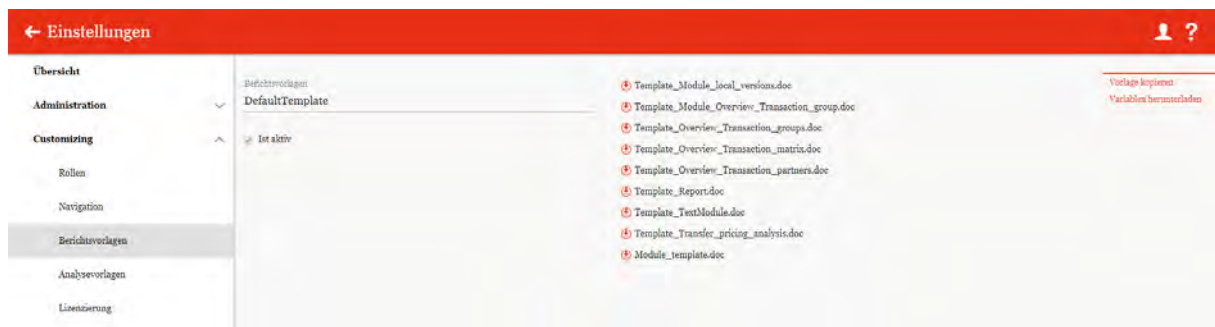 Einstellungen
?
Übersicht
Administration
Customizing
Rollen
Navigation
Berichtsvorlagen
Analysevorlagen
Lizenzierung
Berichtsvorlagen
DefaultTemplate
Ist aktiv
Template_Module_local_versions.doc
Template_Module_Overview_Transaction_group.doc
Template_Overview_Transaction_groups.doc
Template_Overview_Transaction_matrix.doc
Template_Overview_Transaction_partners.doc
Template_Report.doc
Template_TextModule.doc
Template_Transfer_pricing_analysis.doc
Module_template.doc
Vorlage kopieren
Variablen herunterladen